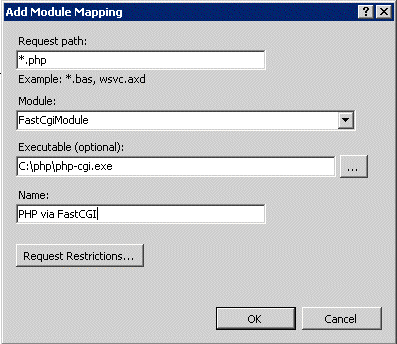 Add Module Mapping
Request path:
*.php
Example: *.bas, wsvc.axd
Module:
FastCgiModule
Executable (optional):
C:\php\php-cgi.exe
...
Name:
PHP via FastCGI
Request Restrictions...
OK
Cancel